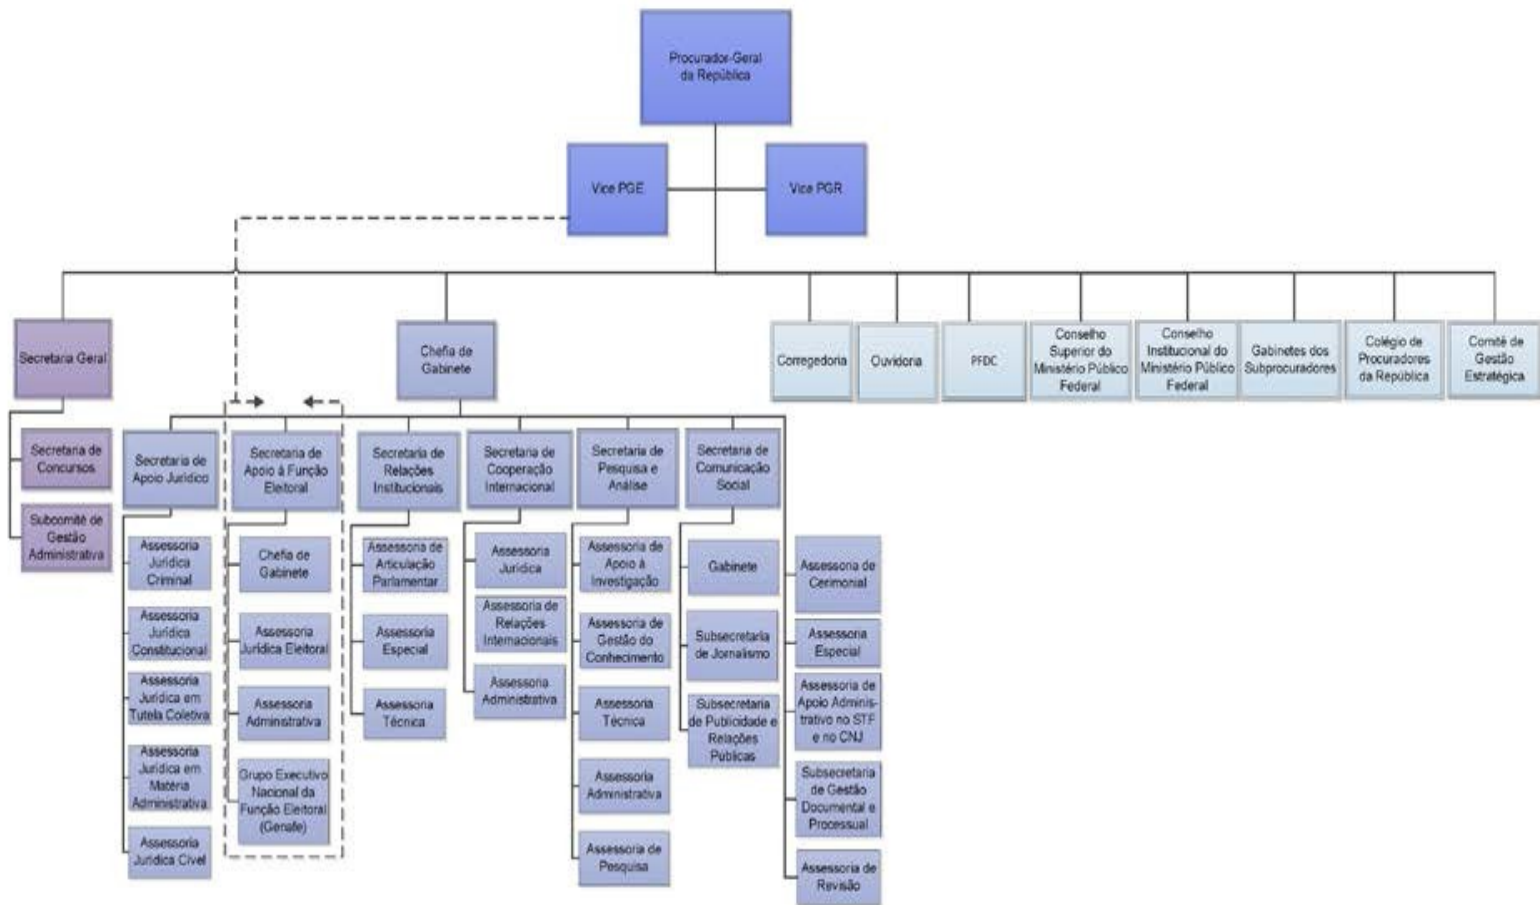 Procurador-Geral
da República
Vice PGE
Vice PGR
Secretaria Geral
Chefia de
Gabinete
Corregedoria
Ouvidoria
PFDC
Conselho
Superior do
Ministério Público
Federal
Conselho
Institucional do
Ministério Público
Federal
Gabinetes dos
Subprocuradores
Colégio de
Procuradores
da República
Comitê de
Gestão
Estratégica
Secretaria de
Concursos
Subcomitê de
Gestão
Administrativa
Secretaria de
Apoio Jurídico
Secretaria de
Apoio à Função
Eleitoral
Secretaria de
Relações
Institucionais
Secretaria de
Cooperação
Internacional
Secretaria de
Pesquisa e
Análise
Secretaria de
Comunicação
Social
Assessoria
Jurídica
Criminal
Assessoria
Jurídica
Constitucional
Assessoria
Jurídica em
Tutela Coletiva
Assessoria
Jurídica em
Matéria
Administrativa
Assessoria
Jurídica Cível
Chefia de
Gabinete
Assessoria
Jurídica Eleitoral
Assessoria
Administrativa
Grupo Executivo
Nacional da
Função Eleitoral
(Genafe)
Assessoria de
Articulação
Parlamentar
Assessoria
Especial
Assessoria
Técnica
Assessoria
Jurídica
Assessoria de
Relações
Internacionais
Assessoria
Administrativa
Assessoria de
Apoio à
Investigação
Assessoria de
Gestão do
Conhecimento
Assessoria
Técnica
Assessoria
Administrativa
Assessoria de
Pesquisa
Gabinete
Subsecretaria
de Jornalismo
Subsecretaria
de Publicidade e
Relações
Públicas
Assessoria de
Cerimonial
Assessoria
Especial
Assessoria de
Apoio Adminis-
trativo no STF
e no CNJ
Subsecretaria
de Gestão
Documental e
Processual
Assessoria de
Revisão